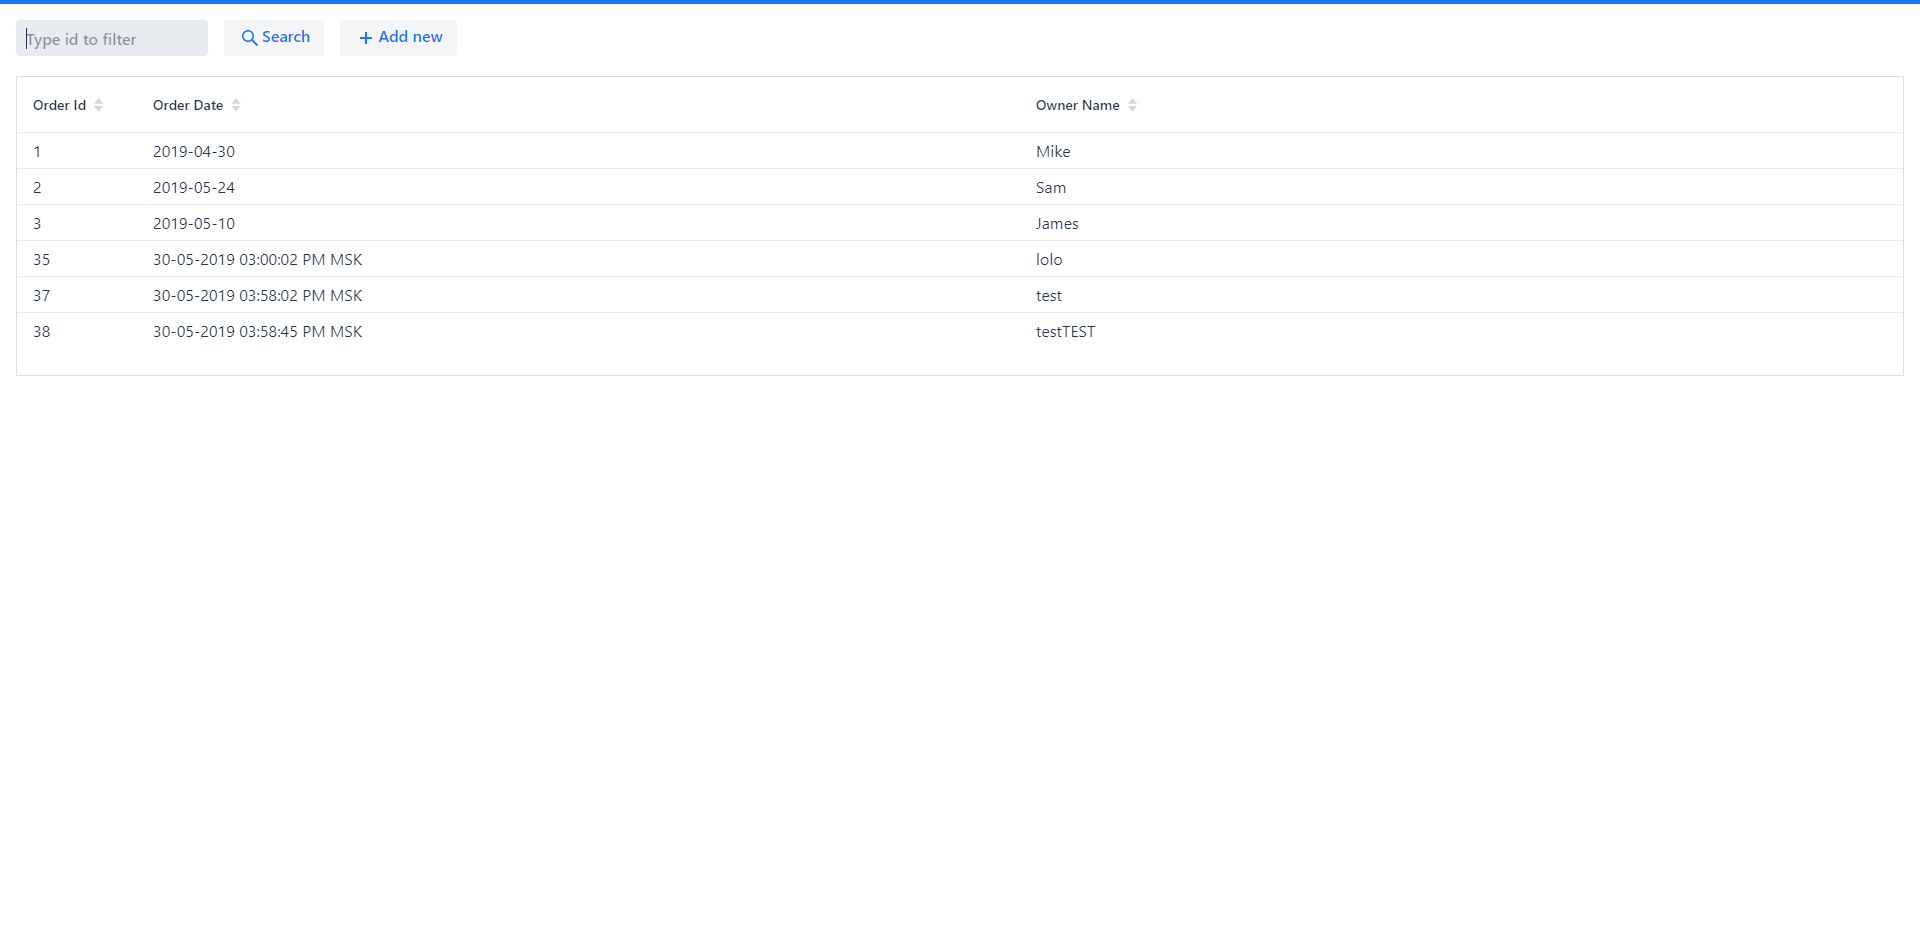 Type id to filter Search Add new
Order Id Order Date Owner Name
1 2019-04-30 Mike
2 2019-05-24 Sam
3 2019-05-10 James
35 30-05-2019 03:00:02 PM MSK lolo
37 30-05-2019 03:58:02 PM MSK test
38 30-05-2019 03:58:45 PM MSK testTEST